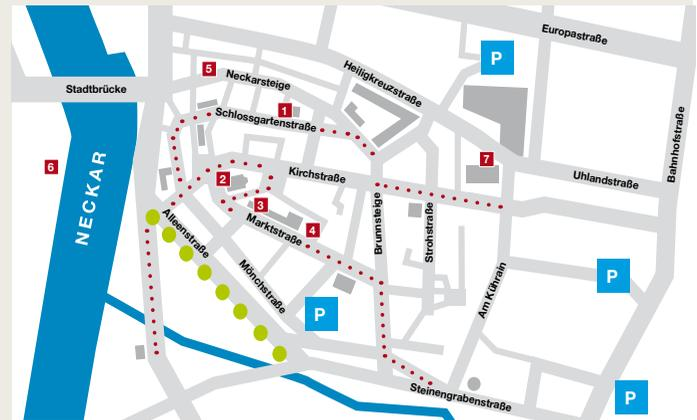 Europastraße
P
5
Neckarsteige
Heiligkreuzstraße
Stadtbrücke
1
Schlossgartenstraße
Bahnhofstraße
6
7
2
Kirchstraße
Uhlandstraße
NECKAR
3
Alleenstraße
Marktstraße
4
Brunnsteige
Strohstraße
Mönchstraße
Am Kührain
P
P
Steinengrabenstraße
P